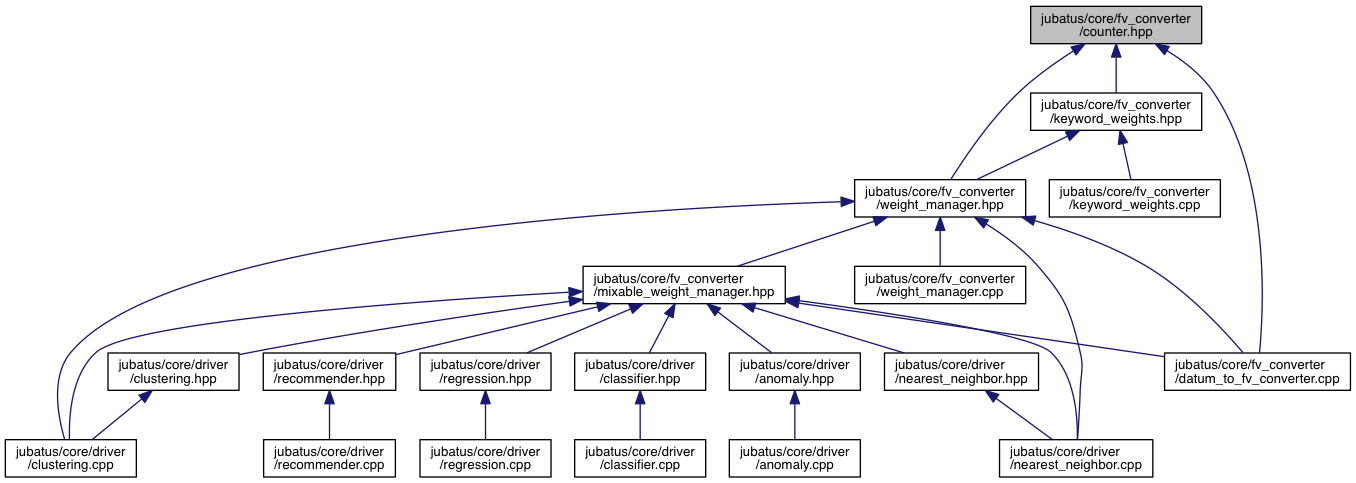 jubatus/core/fv_converter
/counter.hpp
jubatus/core/fv_converter
/keyword_weights.hpp
jubatus/core/fv_converter
/weight_manager.hpp
jubatus/core/fv_converter
/keyword_weights.cpp
jubatus/core/fv_converter
/mixable_weight_manager.hpp
jubatus/core/fv_converter
/weight_manager.cpp
jubatus/core/driver
/clustering.hpp
jubatus/core/driver
/recommender.hpp
jubatus/core/driver
/regression.hpp
jubatus/core/driver
/classifier.hpp
jubatus/core/driver
/anomaly.hpp
jubatus/core/driver
/nearest_neighbor.hpp
jubatus/core/fv_converter
/datum_to_fv_converter.cpp
jubatus/core/driver
/clustering.cpp
jubatus/core/driver
/recommender.cpp
jubatus/core/driver
/regression.cpp
jubatus/core/driver
/classifier.cpp
jubatus/core/driver
/anomaly.cpp
jubatus/core/driver
/nearest_neighbor.cpp